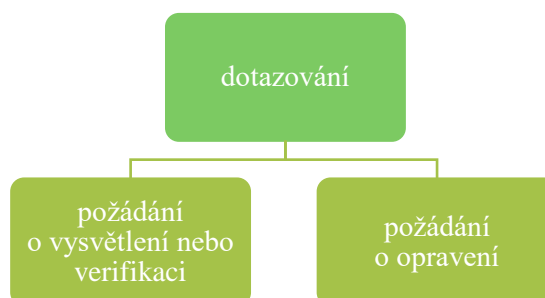 dotazování
požádání
o vysvětlení nebo
verifikaci
požádání
o opravení